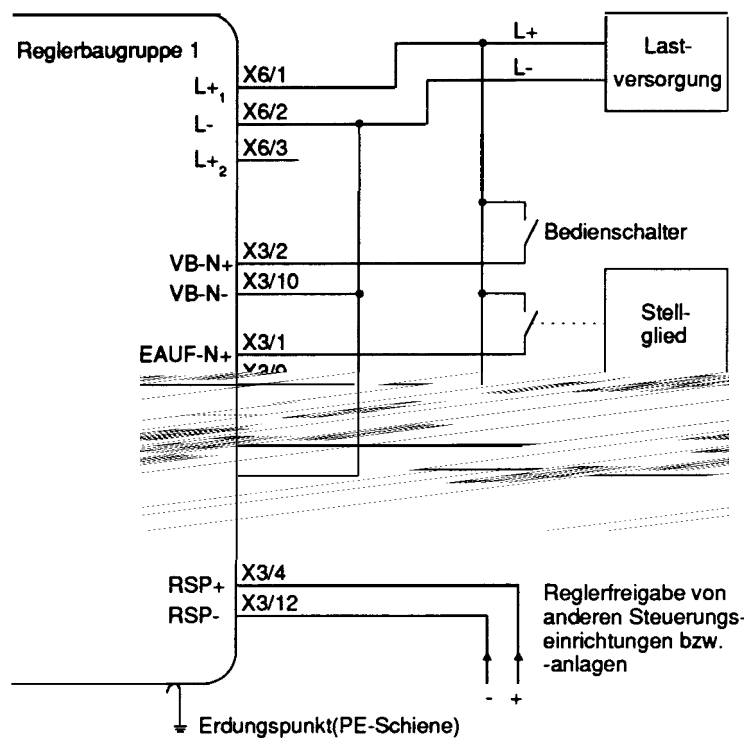 Reglerbaugruppe 1
L+
Last-
versorgung
L-
L+1
X6/1
L-
X6/2
L+2
X6/3
Bedienschalter
VB-N+
X3/2
VB-N-
X3/10
Stell-
glied
EAUF-N+
X3/1
RSP+
X3/4
RSP-
X3/12
Reglerfreigabe von
anderen Steuerungs-
einrichtungen bzw.
-anlagen
- +
Erdungspunkt(PE-Schiene)